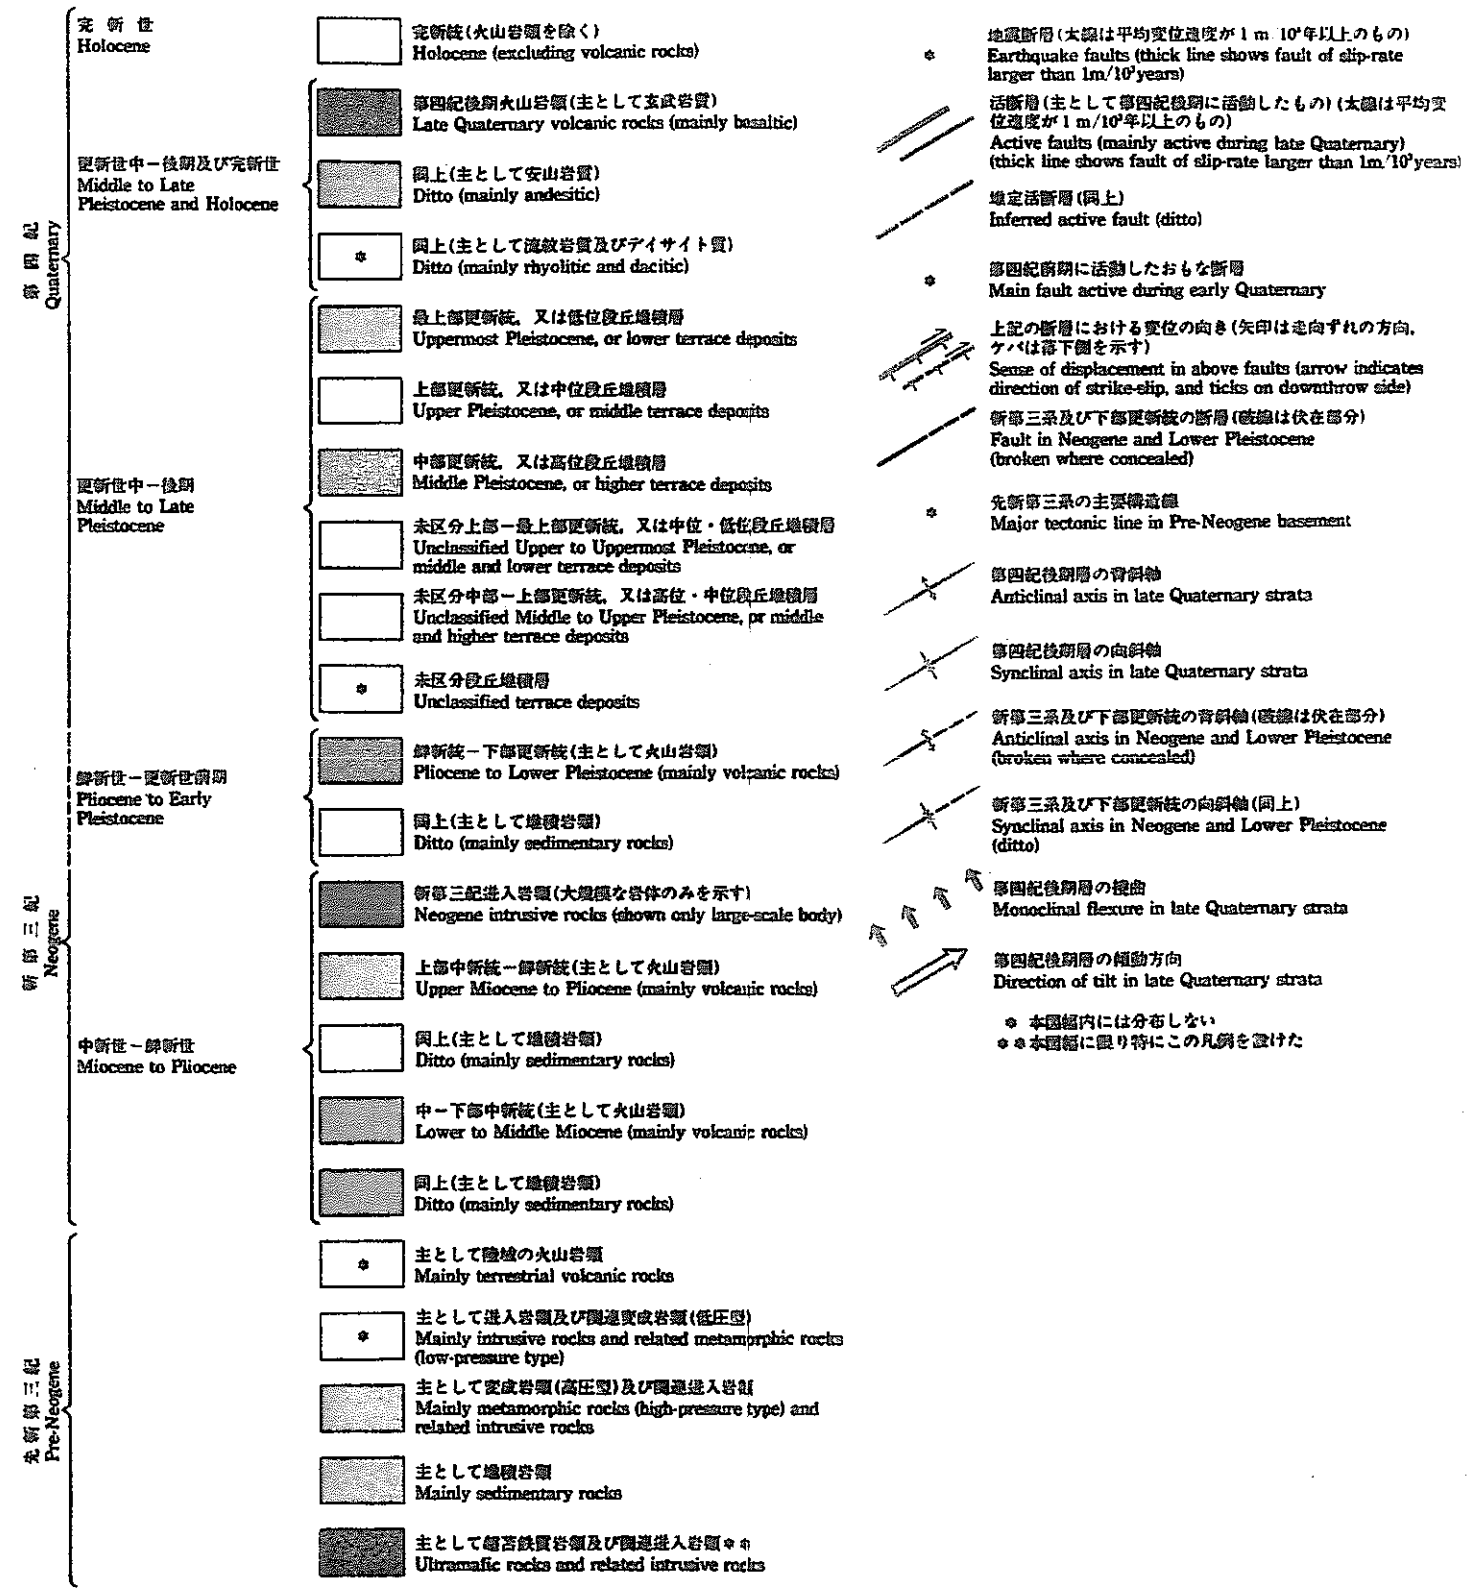 第四紀
Quaternary
完新世
Holocene
完新統(火山岩類を除く)
Holocene (excluding volcanic rocks)
更新世中ー後期及び完新世
Middle to Late
Pleistocene and Holocene
第四紀後期火山岩類(主として玄武岩質)
Late Quaternary volcanic rocks (mainly basaltic)
同上(主として安山岩質)
Ditto (mainly andesitic)
同上(主として流紋岩質及びデイサイト質)
Ditto (mainly rhyolitic and dacitic)
更新世中ー後期
Middle to Late
Pleistocene
最上部更新統,又は低位段丘堆積層
Uppermost Pleistocene, or lower terrace deposits
上部更新統,又は中位段丘堆積層
Upper Pleistocene, or middle terrace deposits
中部更新統,又は高位段丘堆積層
Middle Pleistocene, or higher terrace deposits
未区分上部ー最上部更新統,又は中位・低位段丘堆積層
Unclassified Upper to Uppermost Pleistocene, or
middle and lower terrace deposits
未区分中部ー上部更新統,又は高位・中位段丘堆積層
Unclassified Middle to Upper Pleistocene, or middle
and higher terrace deposits
未区分段丘堆積層
Unclassified terrace deposits
新第三紀
Neogene
鮮新世ー更新世前期
Pliocene to Early
Pleistocene
鮮新統ー下部更新統(主として火山岩類)
Pliocene to Lower Pleistocene (mainly volcanic rocks)
同上(主として堆積岩類)
Ditto (mainly sedimentary rocks)
中新世ー鮮新世
Miocene to Pliocene
新第三紀進入岩類(大規模な岩体のみを示す)
Neogene intrusive rocks (shown only large-scale body)
上部中新統ー鮮新統(主として火山岩類)
Upper Miocene to Pliocene (mainly volcanic rocks)
同上(主として堆積岩類)
Ditto (mainly sedimentary rocks)
中ー下部中新統(主として火山岩類)
Lower to Middle Miocene (mainly volcanic rocks)
同上(主として堆積岩類)
Ditto (mainly sedimentary rocks)
先新第三紀
Pre-Neogene
主として陸域の火山岩類
Mainly terrestrial volcanic rocks
主として進入岩類及び関連変成岩類(低圧型)
Mainly intrusive rocks and related metamorphic rocks
(low-pressure type)
主として変成岩類(高圧型)及び関連進入岩類
Mainly metamorphic rocks (high-pressure type) and
related intrusive rocks
主として堆積岩類
Mainly sedimentary rocks
主として超苦鉄質岩類及び関連進入岩類**
Ultramafic rocks and related intrusive rocks
地震断層(太線は平均変位速度が1m/10³年以上のもの)
Earthquake faults (thick line shows fault of slip-rate
larger than 1m/10³years)
活断層(主として第四紀後期に活動したもの)(太線は平均変
位速度が1m/10³年以上のもの)
Active faults (mainly active during late Quaternary)
(thick line shows fault of slip-rate larger than 1m/10³years)
推定活断層(同上)
Inferred active fault (ditto)
第四紀前期に活動したおもな断層
Main fault active during early Quaternary
上記の断層における変位の向き(矢印は走向ずれの方向,
ケバは落下側を示す)
Sense of displacement in above faults (arrow indicates
direction of strike-slip, and ticks on downthrow side)
新第三系及び下部更新統の断層(破線は伏在部分)
Fault in Neogene and Lower Pleistocene
(broken where concealed)
先新第三系の主要構造線
Major tectonic line in Pre-Neogene basement
第四紀後期層の背斜軸
Anticlinal axis in late Quaternary strata
第四紀後期層の向斜軸
Synclinal axis in late Quaternary strata
新第三系及び下部更新統の背斜軸(破線は伏在部分)
Anticlinal axis in Neogene and Lower Pleistocene
(broken where concealed)
新第三系及び下部更新統の向斜軸(同上)
Synclinal axis in Neogene and Lower Pleistocene
(ditto)
第四紀後期層の撓曲
Monoclinal flexure in late Quaternary strata
第四紀後期層の傾動方向
Direction of tilt in late Quaternary strata
* 本図幅内には分布しない
**本図幅に限り特にこの凡例を設けた